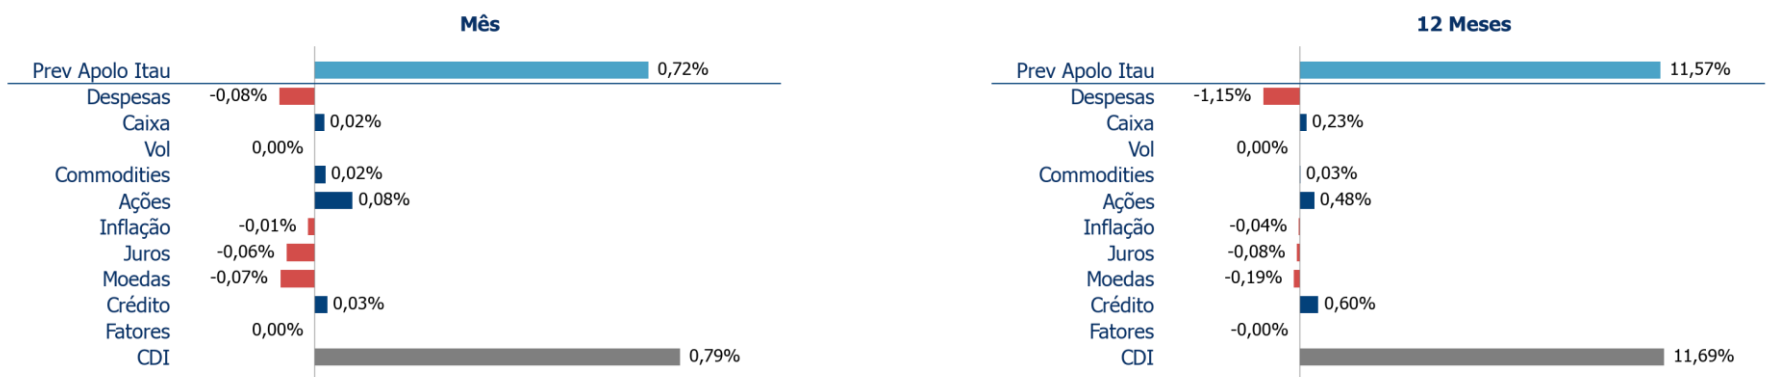 Mês
Prev Apolo Itau 0,72%
Despesas -0,08%
Caixa 0,02%
Vol 0,00%
Commodities 0,02%
Ações 0,08%
Inflação -0,01%
Juros -0,06%
Moedas -0,07%
Crédito 0,03%
Fatores 0,00%
CDI 0,79%
12 Meses
Prev Apolo Itau 11,57%
Despesas -1,15%
Caixa 0,23%
Vol 0,00%
Commodities 0,03%
Ações 0,48%
Inflação -0,04%
Juros -0,08%
Moedas -0,19%
Crédito 0,60%
Fatores -0,00%
CDI 11,69%